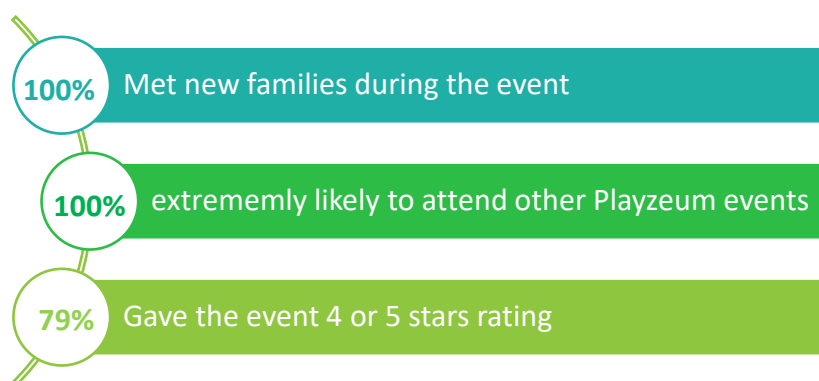 100% Met new families during the event
100% extrememly likely to attend other Playzeum events
79% Gave the event 4 or 5 stars rating